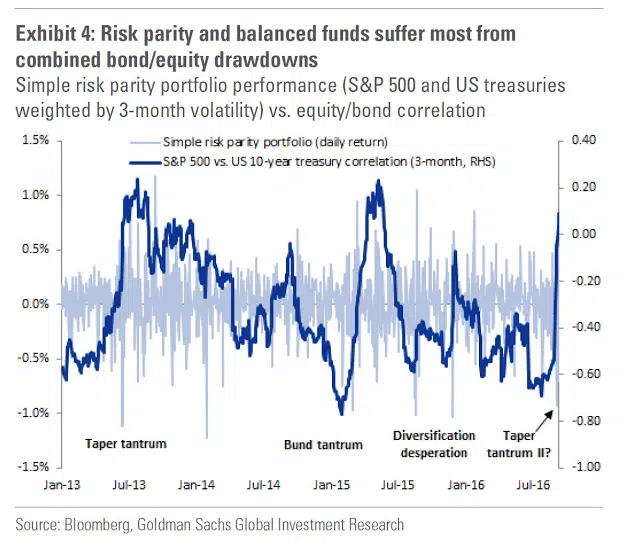 Exhibit 4: Risk parity and balanced funds suffer most from
combined bond/equity drawdowns
Simple risk parity portfolio performance (S&P 500 and US treasuries
weighted by 3-month volatility) vs. equity/bond correlation
1.5%
1.0%
0.5%
0.0%
-0.5%
-1.0%
-1.5%
Simple risk parity portfolio (daily return)
S&P 500 vs. US 10-year treasury correlation (3-month, RHS)
0.40
0.20
0.00
-0.20
-0.40
-0.60
-0.80
-1.00
Taper tantrum
Bund tantrum
Diversification
desperation
Taper
tantrum II?
Jan-13
Jul-13
Jan-14
Jul-14
Jan-15
Jul-15
Jan-16
Jul-16
Source: Bloomberg, Goldman Sachs Global Investment Research